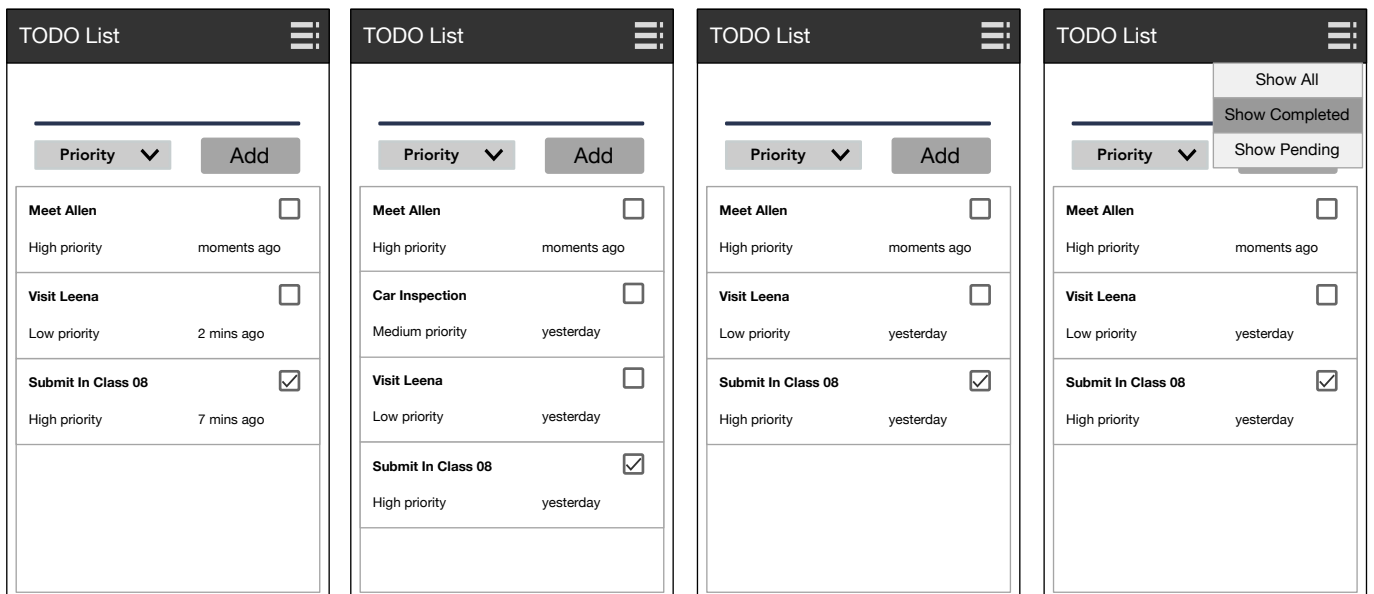 TODO List
Priority
Add
Meet Allen
High priority moments ago
Visit Leena
Low priority 2 mins ago
Submit In Class 08
High priority 7 mins ago
TODO List
Priority
Add
Meet Allen
High priority moments ago
Car Inspection
Medium priority yesterday
Visit Leena
Low priority yesterday
Submit In Class 08
High priority yesterday
TODO List
Priority
Add
Meet Allen
High priority moments ago
Visit Leena
Low priority yesterday
Submit In Class 08
High priority yesterday
TODO List
Show All
Show Completed
Show Pending
Priority
Meet Allen
High priority moments ago
Visit Leena
Low priority yesterday
Submit In Class 08
High priority yesterday